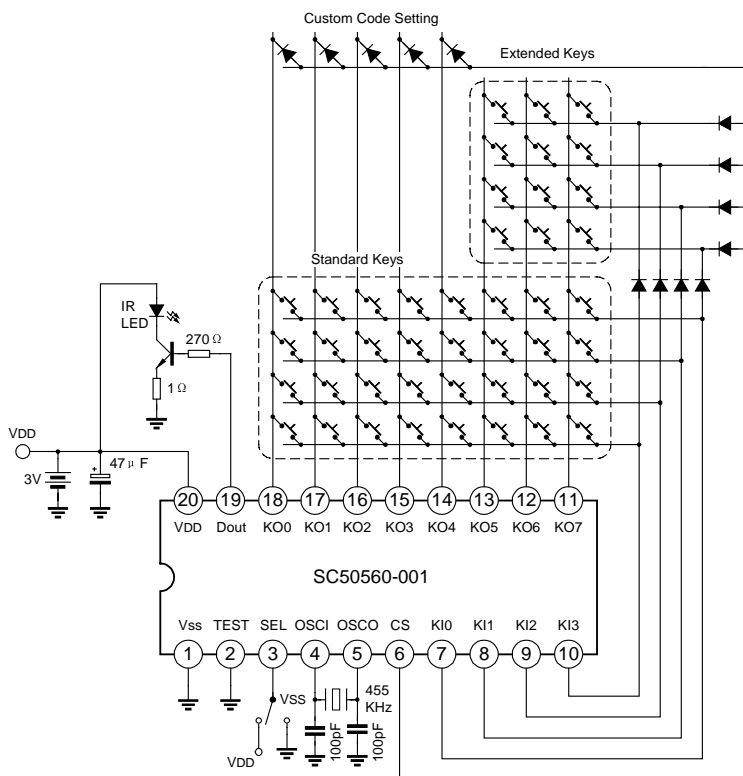 Custom Code Setting
Extended Keys
Standard Keys
IR
LED
270Ω
1Ω
VDD
3V
47μF
20 19 18 17 16 15 14 13 12 11
VDD Dout KO0 KO1 KO2 KO3 KO4 KO5 KO6 KO7
SC50560-001
Vss TEST SEL OSCI OSCO CS KI0 KI1 KI2 KI3
1 2 3 4 5 6 7 8 9 10
VSS
455
KHz
100pF
100pF
VDD